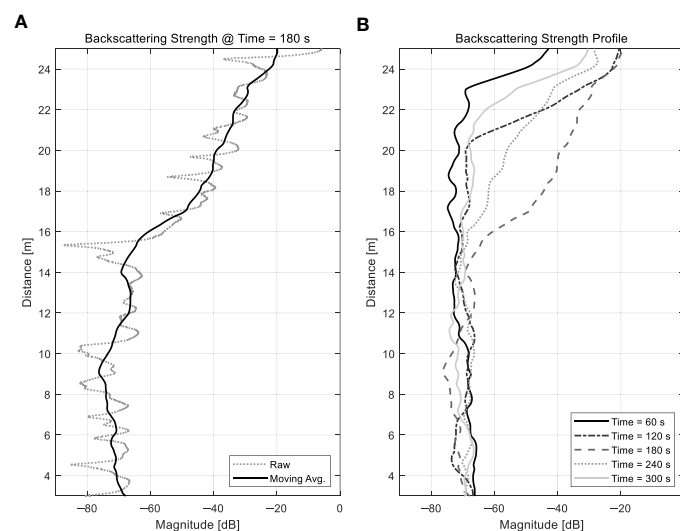 A
Backscattering Strength @ Time = 180 s
24
22
20
18
16
14
12
10
8
6
4
Distance [m]
−80
−60
−40
−20
0
Magnitude [dB]
Raw
Moving Avg.
B
Backscattering Strength Profile
24
22
20
18
16
14
12
10
8
6
4
Distance [m]
−80
−60
−40
−20
Magnitude [dB]
Time = 60 s
Time = 120 s
Time = 180 s
Time = 240 s
Time = 300 s